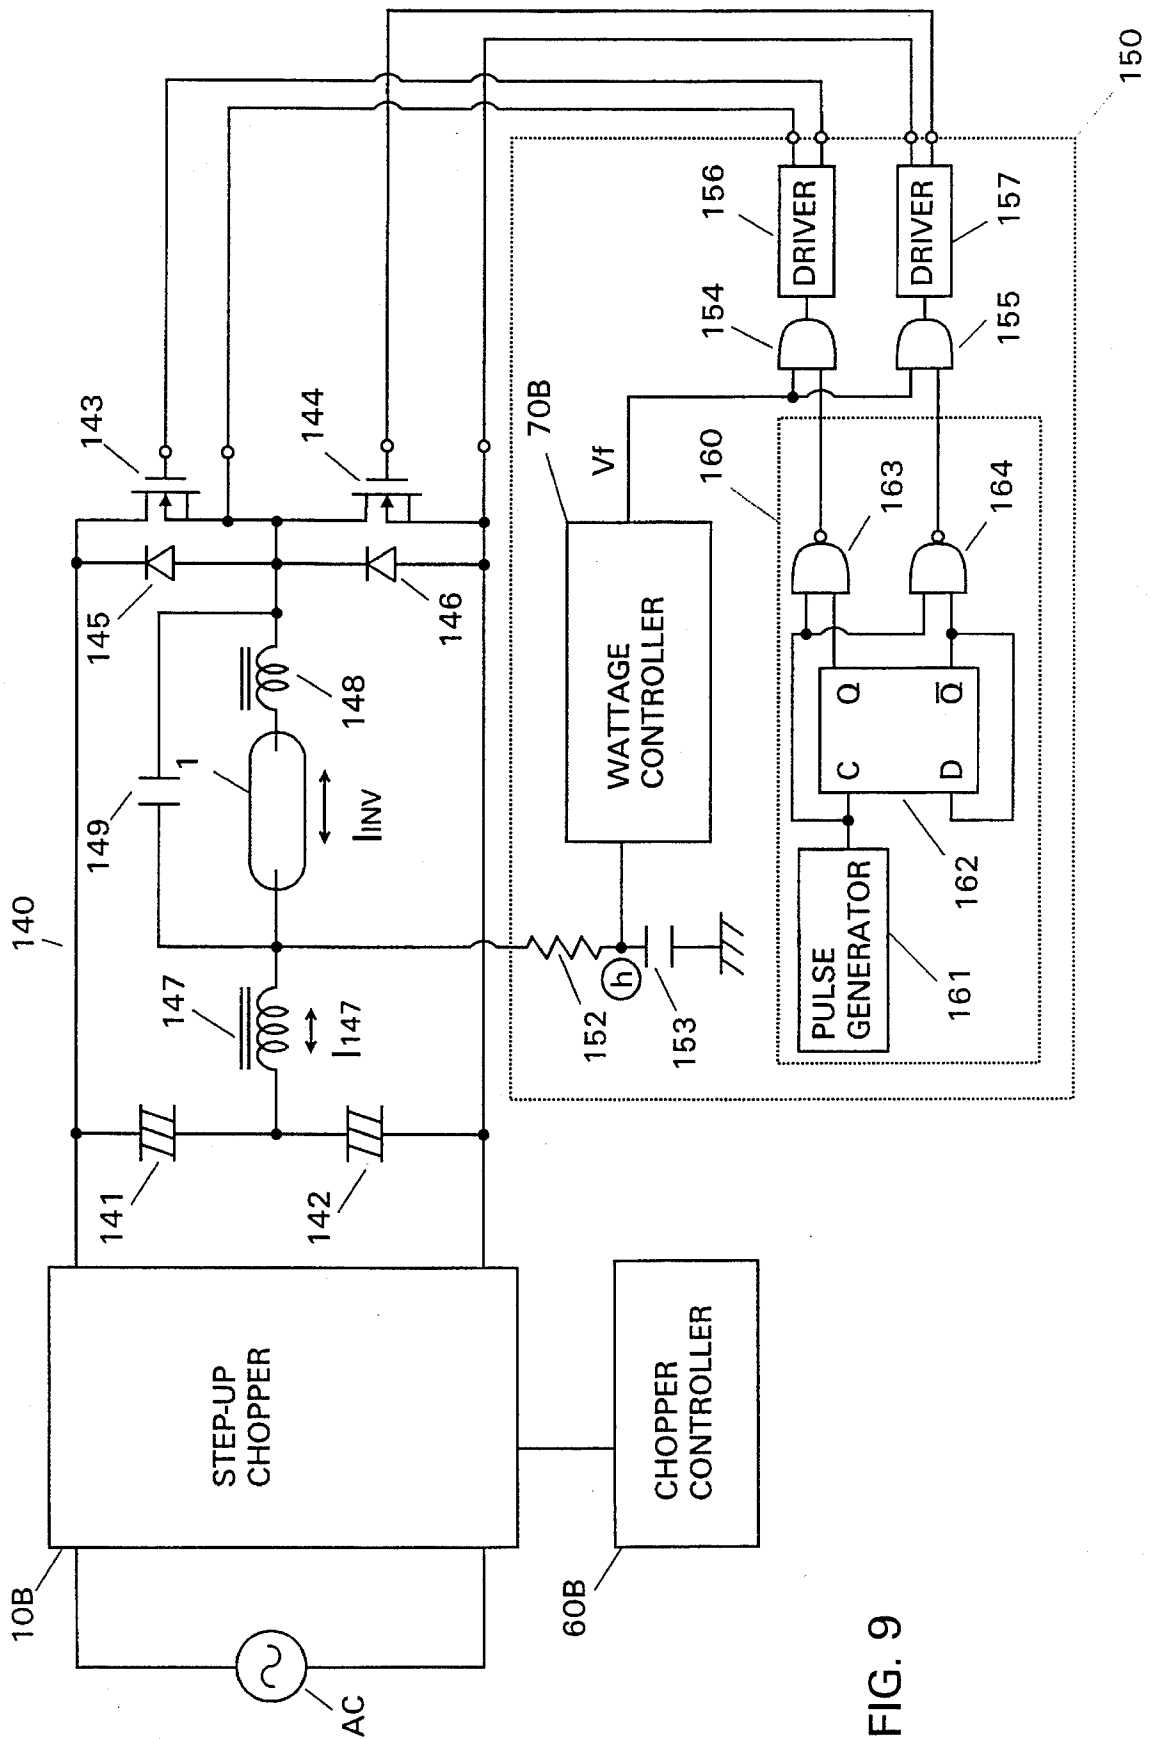 FIG. 9
AC
10B
STEP-UP
CHOPPER
60B
CHOPPER
CONTROLLER
140
141
142
147
I147
149
1
IINV
148
145
146
143
144
152
153
h
70B
WATTAGE
CONTROLLER
Vf
150
160
PULSE
GENERATOR
161
162
C
Q
D
Q̅
163
164
154
155
156
DRIVER
157
DRIVER